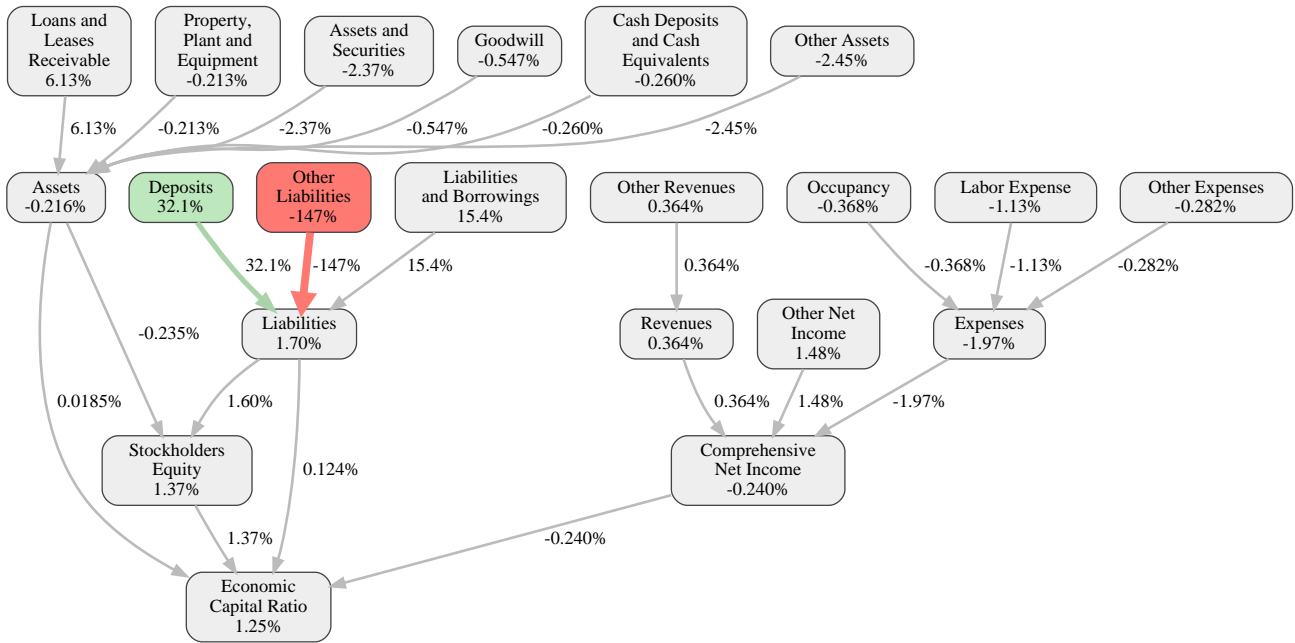 Loans and
Leases
Receivable
6.13%
Property,
Plant and
Equipment
-0.213%
Assets and
Securities
-2.37%
Goodwill
-0.547%
Cash Deposits
and Cash
Equivalents
-0.260%
Other Assets
-2.45%
6.13%
-0.213%
-2.37%
-0.547%
-0.260%
-2.45%
Assets
-0.216%
Deposits
32.1%
Other
Liabilities
-147%
Liabilities
and Borrowings
15.4%
Other Revenues
0.364%
Occupancy
-0.368%
Labor Expense
-1.13%
Other Expenses
-0.282%
32.1%
-147%
15.4%
0.364%
-0.368%
-1.13%
-0.282%
-0.235%
Liabilities
1.70%
Revenues
0.364%
Other Net
Income
1.48%
Expenses
-1.97%
0.0185%
1.60%
0.364%
1.48%
-1.97%
Stockholders
Equity
1.37%
0.124%
Comprehensive
Net Income
-0.240%
1.37%
-0.240%
Economic
Capital Ratio
1.25%